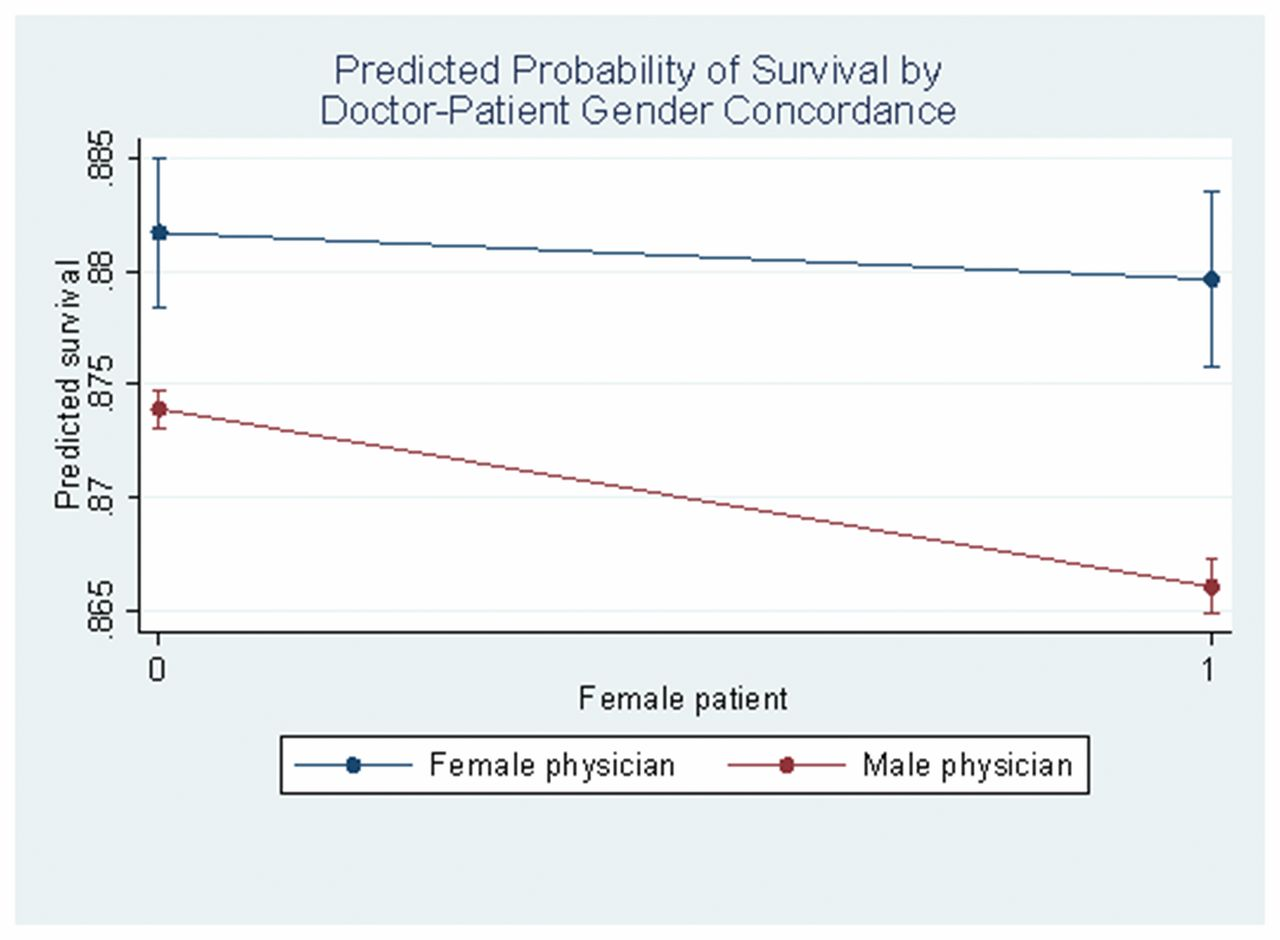 Predicted Probability of Survival by
Doctor-Patient Gender Concordance
Predicted survival
.885
.88
.875
.87
.865
0
1
Female patient
Female physician
Male physician